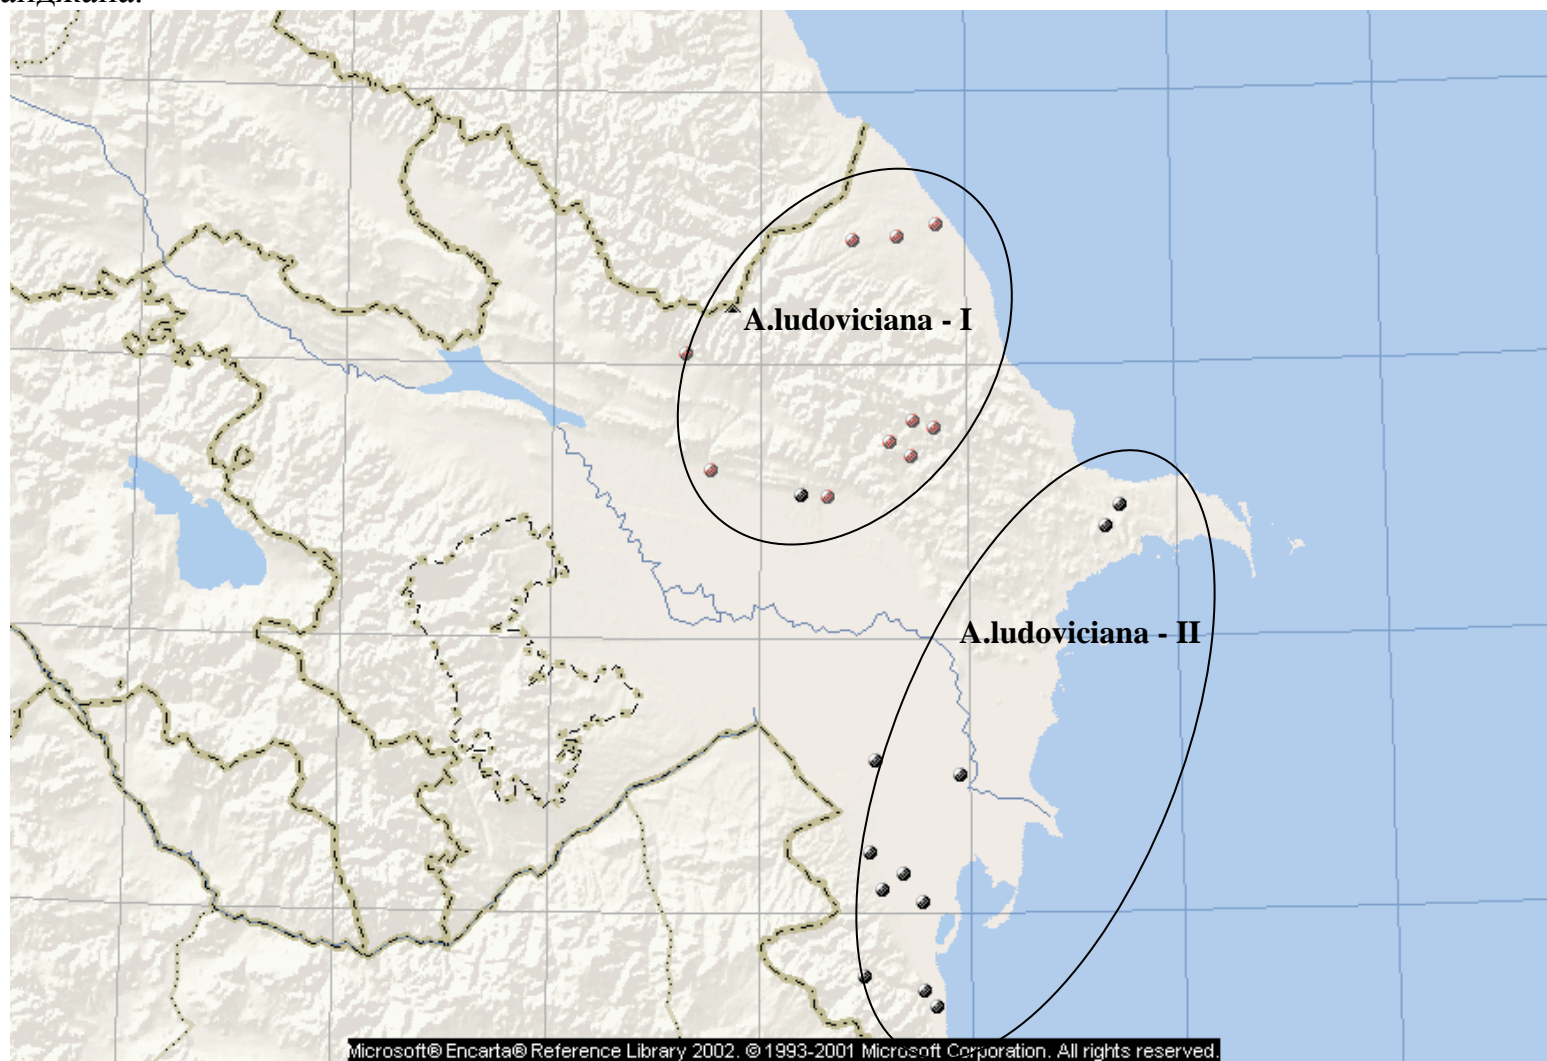 A.ludoviciana - I
A.ludoviciana - II
Microsoft® Encarta® Reference Library 2002. © 1993-2001 Microsoft Corporation. All rights reserved.